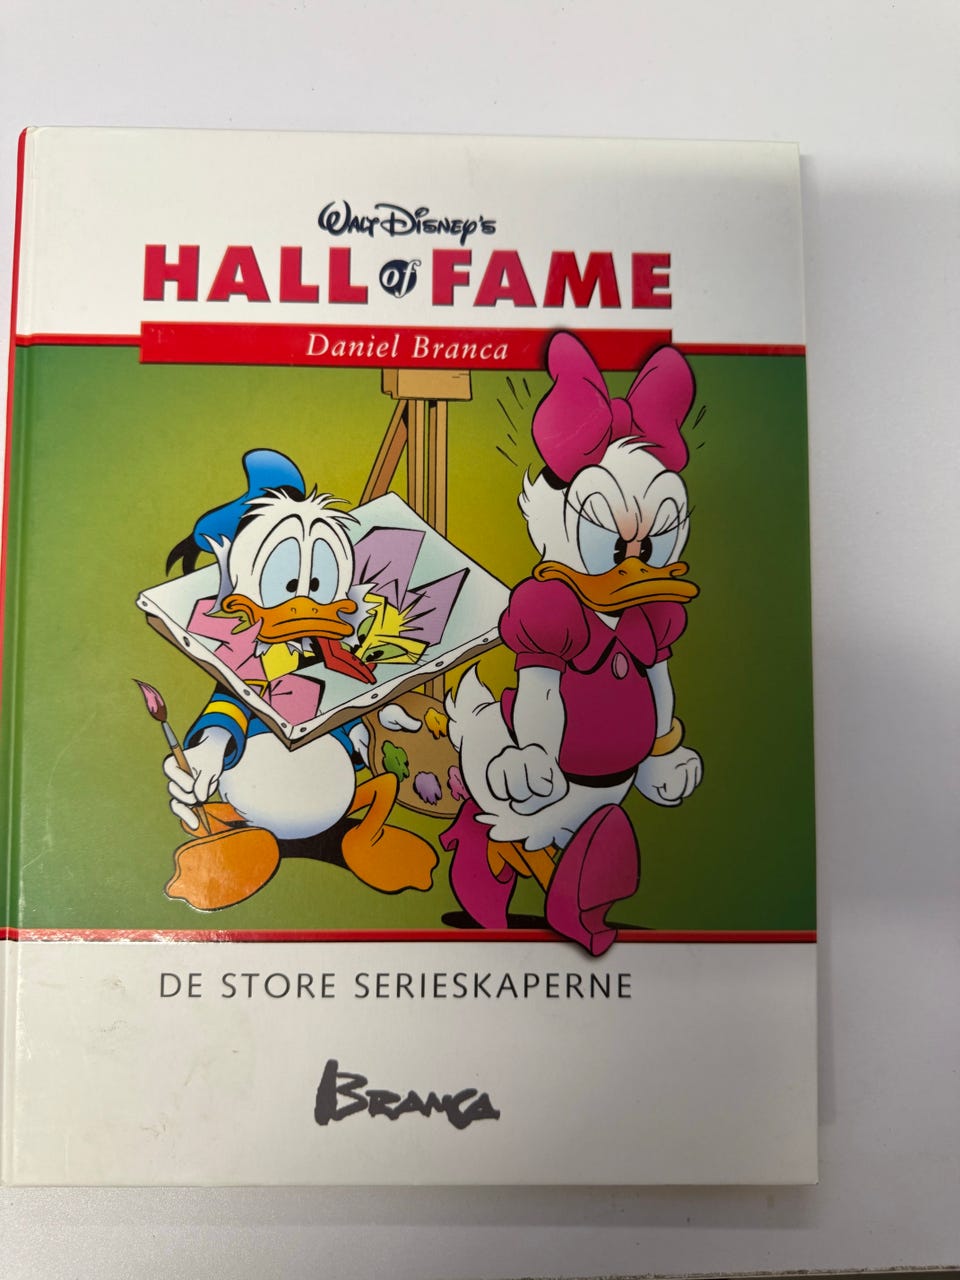 WALT DISNEY'S
HALL of FAME
Daniel Branca
DE STORE SERIESKAPERNE
BRANCA